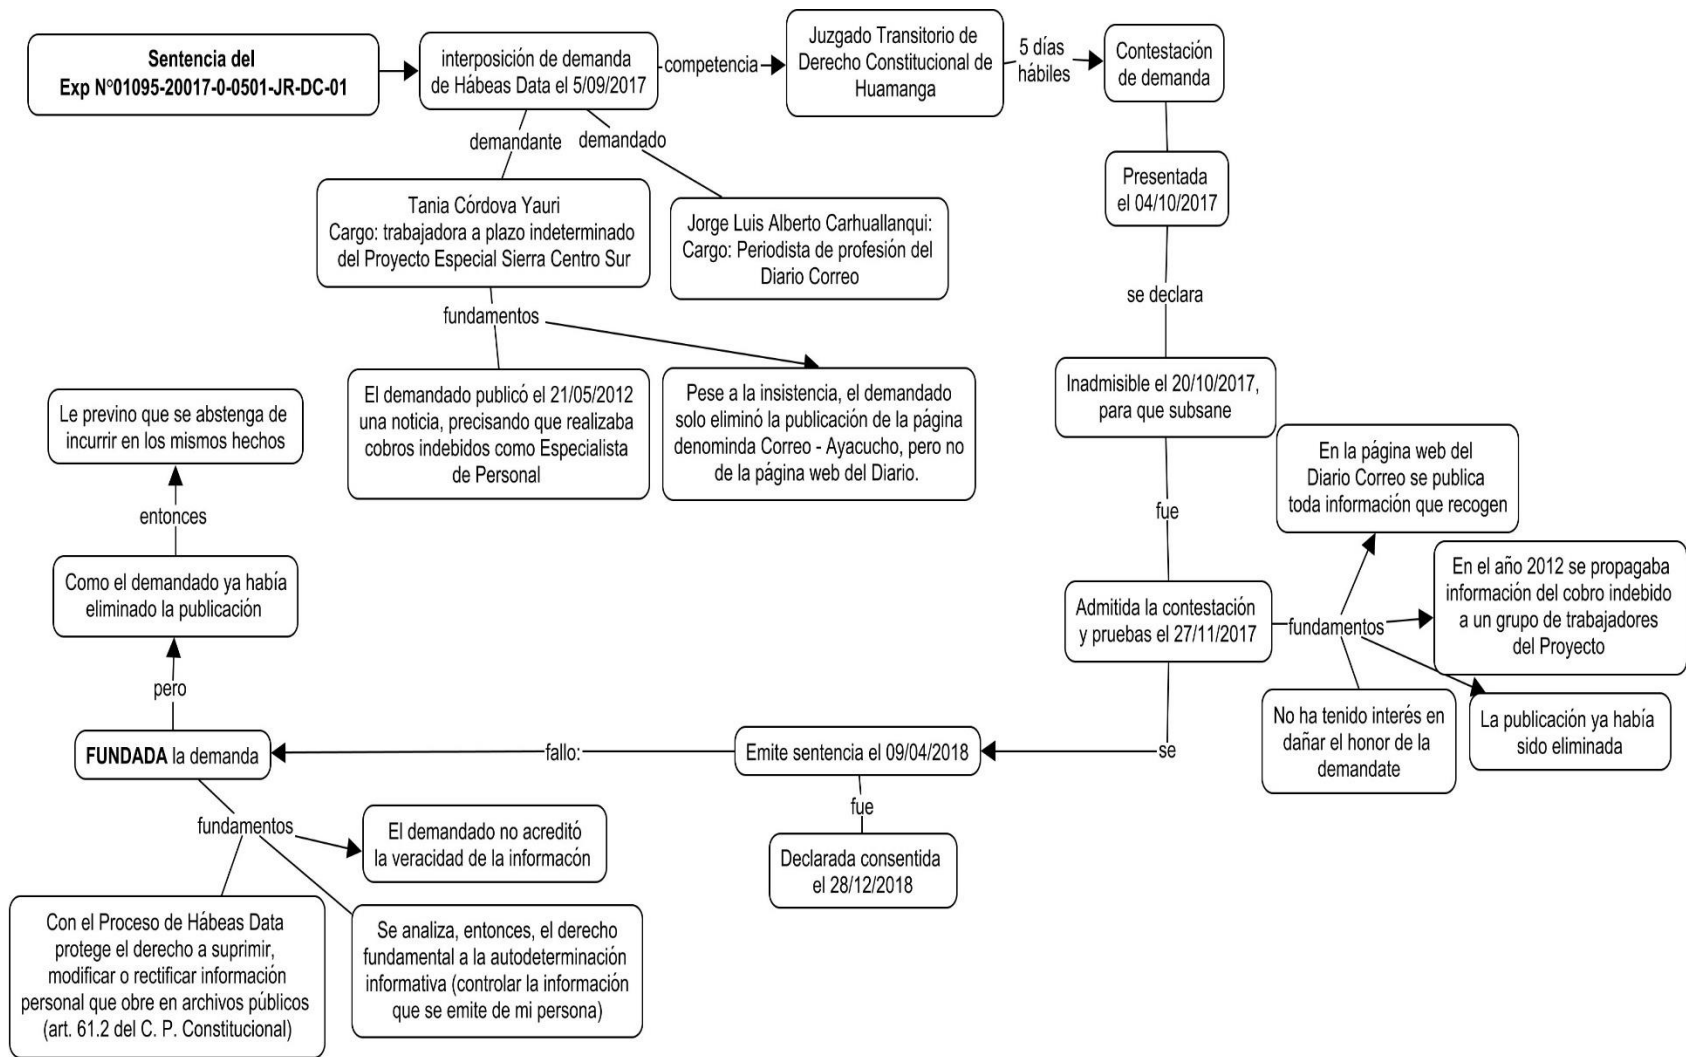 Sentencia del
Exp N°01095-20017-0-0501-JR-DC-01
interposición de demanda
de Hábeas Data el 5/09/2017
competencia
Juzgado Transitorio de
Derecho Constitucional de
Huamanga
5 días
hábiles
Contestación
de demanda
demandante
demandado
Tania Córdova Yauri
Cargo: trabajadora a plazo indeterminado
del Proyecto Especial Sierra Centro Sur
Jorge Luis Alberto Carhuallanqui:
Cargo: Periodista de profesión del
Diario Correo
Presentada
el 04/10/2017
se declara
fundamentos
El demandado publicó el 21/05/2012
una noticia, precisando que realizaba
cobros indebidos como Especialista
de Personal
Pese a la insistencia, el demandado
solo eliminó la publicación de la página
denominda Correo - Ayacucho, pero no
de la página web del Diario.
Inadmisible el 20/10/2017,
para que subsane
fue
Admitida la contestación
y pruebas el 27/11/2017
fundamentos
En la página web del
Diario Correo se publica
toda información que recogen
En el año 2012 se propagaba
información del cobro indebido
a un grupo de trabajadores
del Proyecto
La publicación ya había
sido eliminada
No ha tenido interés en
dañar el honor de la
demandate
se
Emite sentencia el 09/04/2018
fue
Declarada consentida
el 28/12/2018
fallo:
FUNDADA la demanda
pero
Como el demandado ya había
eliminado la publicación
entonces
Le previno que se abstenga de
incurrir en los mismos hechos
fundamentos
El demandado no acreditó
la veracidad de la informacón
Se analiza, entonces, el derecho
fundamental a la autodeterminación
informativa (controlar la información
que se emite de mi persona)
Con el Proceso de Hábeas Data
protege el derecho a suprimir,
modificar o rectificar información
personal que obre en archivos públicos
(art. 61.2 del C. P. Constitucional)